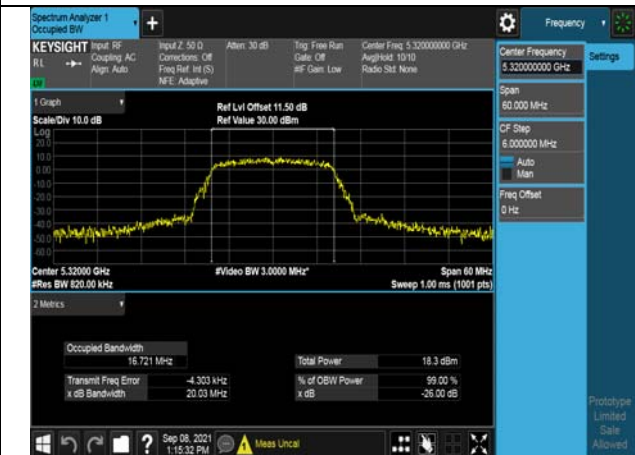 Spectrum Analyzer 1
Occupied BW
+
Frequency
KEYSIGHT
Input: RF
Input Z: 50 Ω
Atten: 30 dB
Trig: Free Run
Center Freq: 5.320000000 GHz
RL
Coupling: AC
Corrections: Off
Gate: Off
Avg|Hold: 10/10
Align: Auto
Freq Ref: Int (S)
#IF Gain: Low
Radio Std: None
NFE: Adaptive
Center Frequency
5.320000000 GHz
Settings
Span
60.000 MHz
CF Step
6.000000 MHz
Auto
Man
Freq Offset
0 Hz
1 Graph
Scale/Div 10.0 dB
Ref Lvl Offset 11.50 dB
Ref Value 30.00 dBm
Log
20.0
10.0
0.00
-10.0
-20.0
-30.0
-40.0
-50.0
-60.0
Center 5.32000 GHz
#Video BW 3.0000 MHz*
Span 60 MHz
#Res BW 820.00 kHz
Sweep 1.00 ms (1001 pts)
2 Metrics
Occupied Bandwidth
16.721 MHz
Total Power
18.3 dBm
Transmit Freq Error
-4.303 kHz
% of OBW Power
99.00 %
x dB Bandwidth
20.03 MHz
x dB
-26.00 dB
Prototype
Limited
Sale
Allowed
?
Sep 08, 2021
1:15:32 PM
Meas Uncal